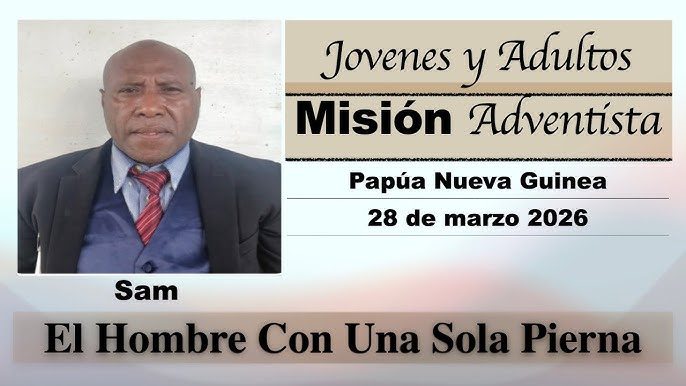 Jovenes y Adultos
Misión Adventista
Papúa Nueva Guinea
28 de marzo 2026
Sam
El Hombre Con Una Sola Pierna